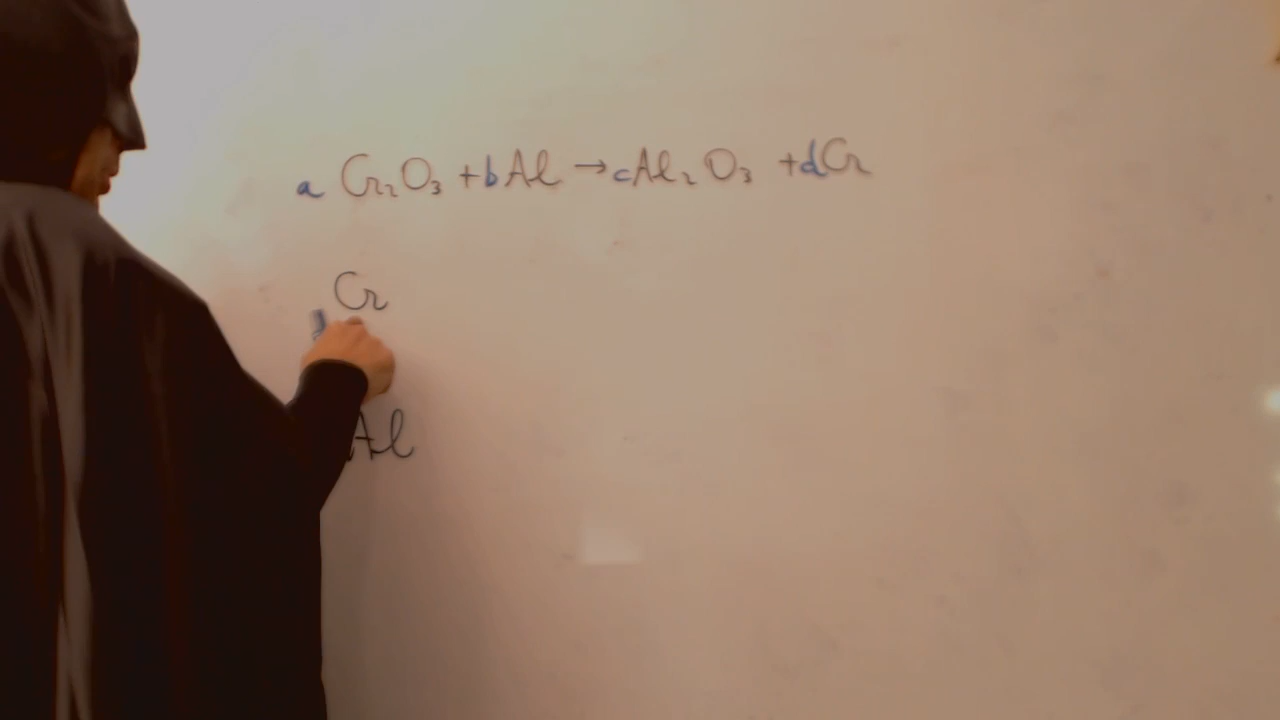 a Cr₂O₃ + b Al → c Al₂O₃ + d Cr
Cr
Al